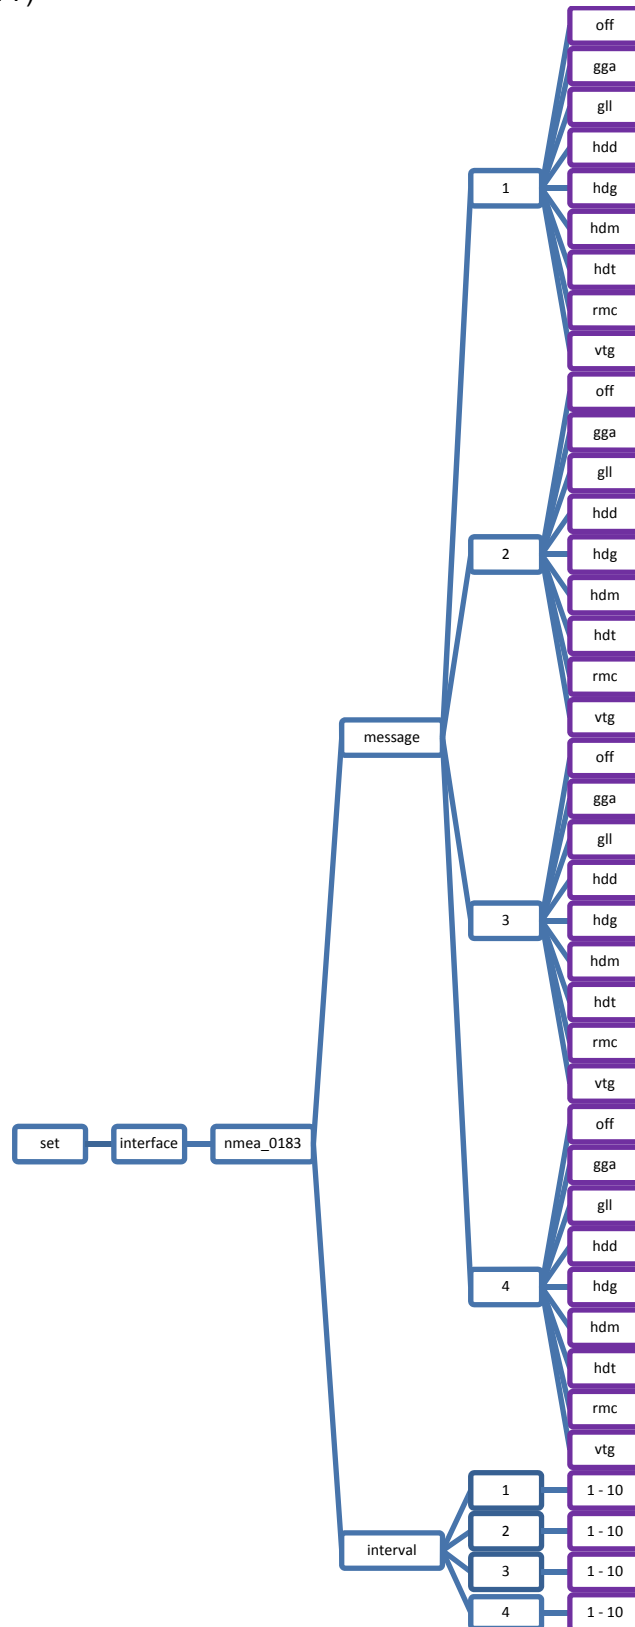 off
gga
gll
hdd
1
hdg
hdm
hdt
rmc
vtg
off
gga
gll
hdd
2
hdg
hdm
hdt
rmc
vtg
message
off
gga
gll
hdd
3
hdg
hdm
hdt
rmc
vtg
off
set
interface
nmea_0183
gga
gll
hdd
4
hdg
hdm
hdt
rmc
vtg
1
1 - 10
2
1 - 10
interval
3
1 - 10
4
1 - 10